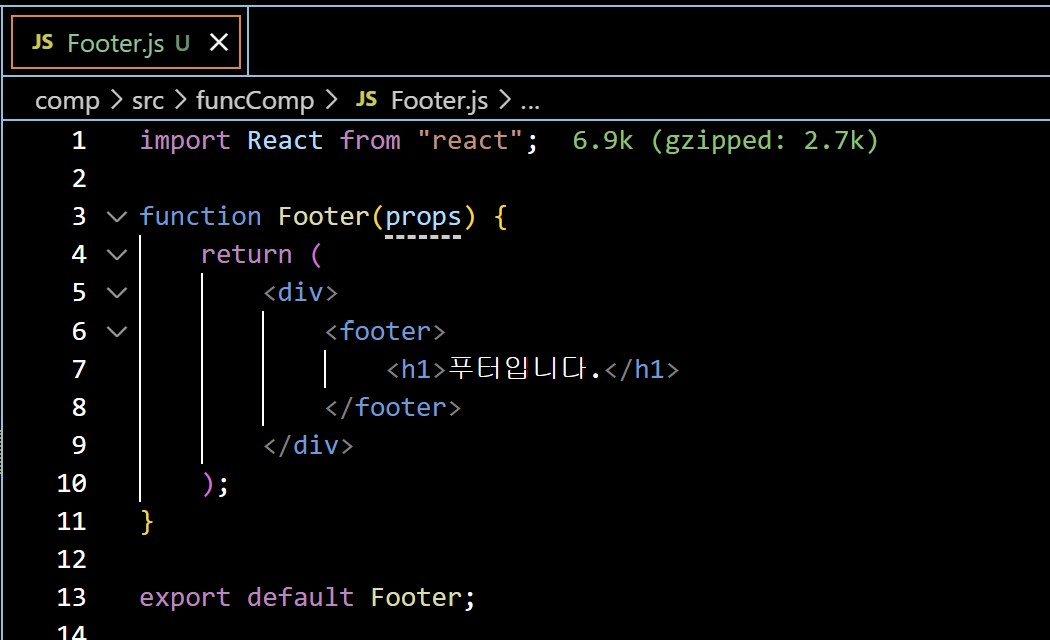 JS Footer.js U
comp > src > funcComp > JS Footer.js > ...
1 import React from "react"; 6.9k (gzipped: 2.7k)
2
3 function Footer(props) {
4     return (
5         <div>
6             <footer>
7                 <h1>푸터입니다.</h1>
8             </footer>
9         </div>
10     );
11 }
12
13 export default Footer;
14